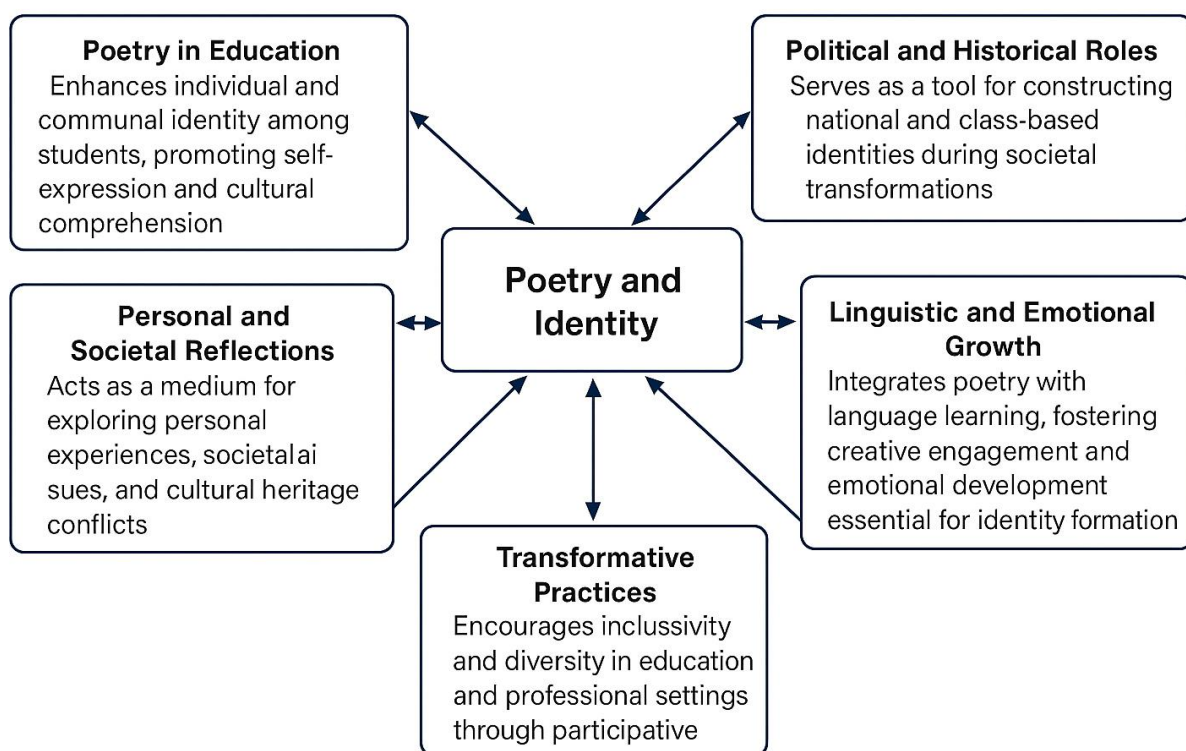 Poetry in Education
Enhances individual and
communal identity among
students, promoting self-
expression and cultural
comprehension
Political and Historical Roles
Serves as a tool for constructing
national and class-based
identities during societal
transformations
Poetry and
Identity
Personal and
Societal Reflections
Acts as a medium for
exploring personal
experiences, societal ai
sues, and cultural heritage
conflicts
Linguistic and Emotional
Growth
Integrates poetry with
language learning, fostering
creative engagement and
emotional development
essential for identity formation
Transformative
Practices
Encourages inclussivity
and diversity in education
and professional settings
through participative